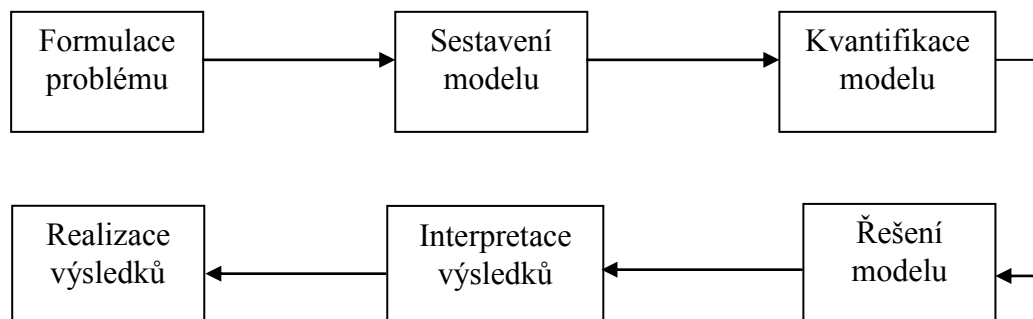 Formulace
problému
Sestavení
modelu
Kvantifikace
modelu
Realizace
výsledků
Interpretace
výsledků
Řešení
modelu